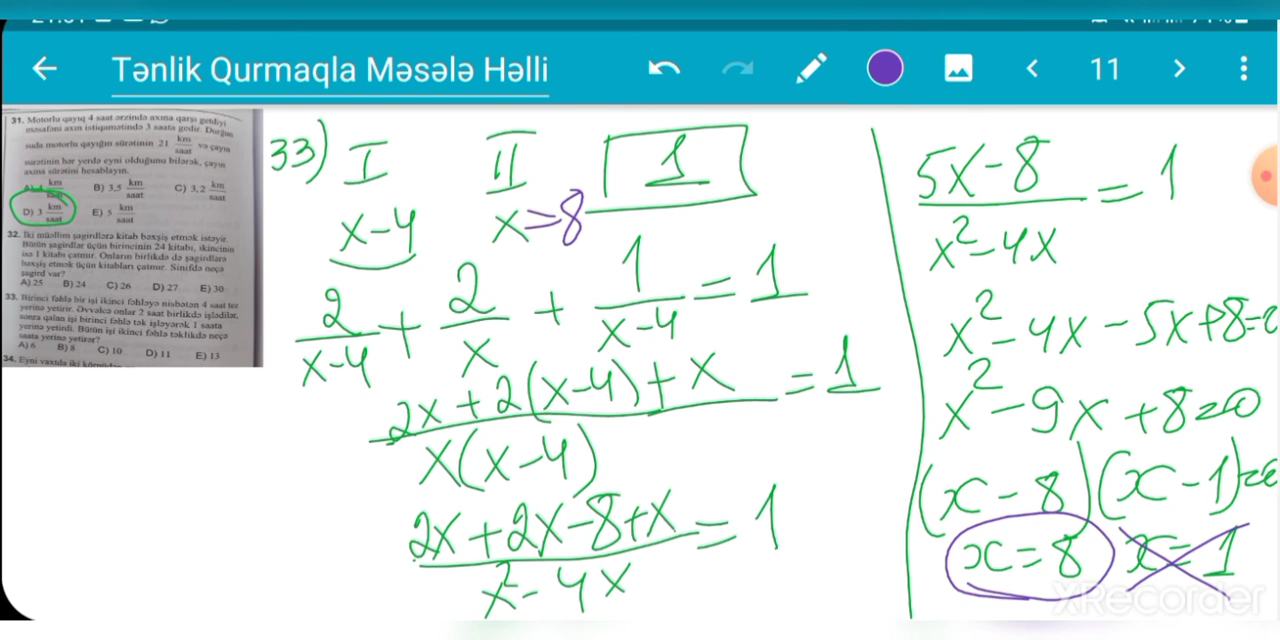 Tənlik Qurmaqla Məsələ Həlli
11
31. Motorlu qayıq 4 saat ərzində axına qarşı getdiyi
məsafəni axın istiqamətində 3 saata gedir. Durğun
suda motorlu qayığın sürətinin 21 km/saat və çayın
sürətinin hər yerdə eyni olduğunu bilərək, çayın
axma sürətini hesablayın.
km/saat B) 3,5 km/saat C) 3,2 km/saat
D) 3 km/saat E) 5 km/saat
32. İki müəllim şagirdlərə kitab bəxşiş etmək istəyir.
Bütün şagirdlər üçün birincinin 24 kitabı, ikincinin
isə 1 kitabı çatmır. Onların birlikdə də şagirdlərə
bəxşiş etmək üçün kitabları çatmır. Sinifdə neçə
şagird var?
A) 25 B) 24 C) 26 D) 27 E) 30
33. Birinci fəhlə bir işi ikinci fəhləyə nisbətən 4 saat tez
yerinə yetirir. Əvvəlcə onlar 2 saat birlikdə işlədilər,
sonra qalan işi birinci fəhlə tək işləyərək 1 saata
yerinə yetirdi. Bütün işi ikinci fəhlə təklikdə neçə
saata yerinə yetirər?
A) 6 B) 8 C) 10 D) 11 E) 13
34. Eyni vaxtda iki
33) I II 1
x-4 x=8
2/(x-4) + 2/x + 1/(x-4) = 1
(2x+2(x-4)+x)/(x(x-4)) = 1
(2x+2x-8+x)/(x²-4x) = 1
(5x-8)/(x²-4x) = 1
x²-4x-5x+8=0
x²-9x+8=0
(x-8)(x-1)=0
x=8 x=1
XRecorder